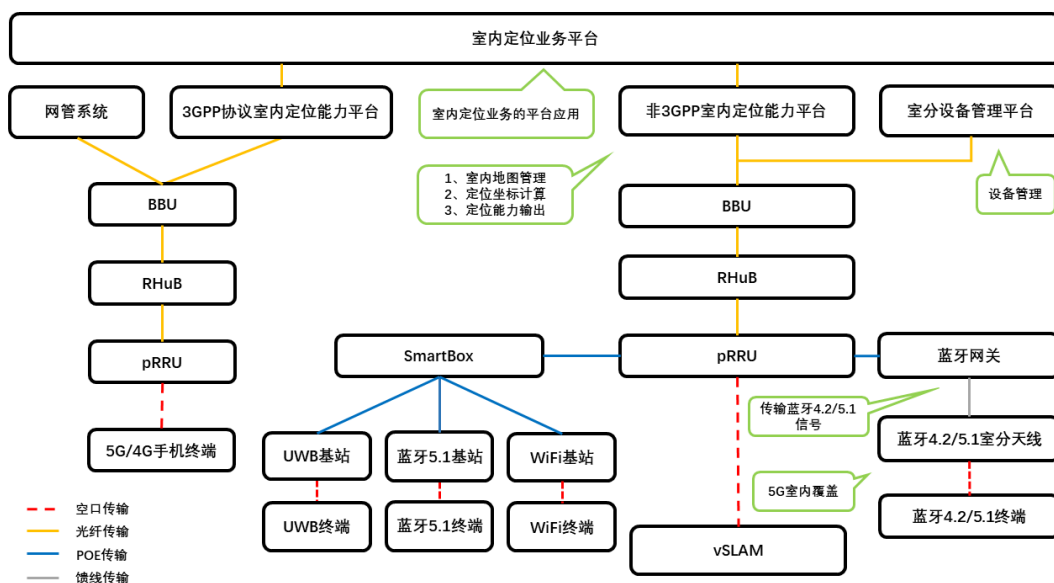 室内定位业务平台
网管系统
3GPP协议室内定位能力平台
室内定位业务的平台应用
非3GPP室内定位能力平台
室分设备管理平台
1、室内地图管理
2、定位坐标计算
3、定位能力输出
设备管理
BBU
BBU
RHuB
RHuB
pRRU
SmartBox
pRRU
蓝牙网关
传输蓝牙4.2/5.1
信号
5G/4G手机终端
UWB基站
蓝牙5.1基站
WiFi基站
蓝牙4.2/5.1室分天线
5G室内覆盖
UWB终端
蓝牙5.1终端
WiFi终端
蓝牙4.2/5.1终端
vSLAM
空口传输
光纤传输
POE传输
馈线传输